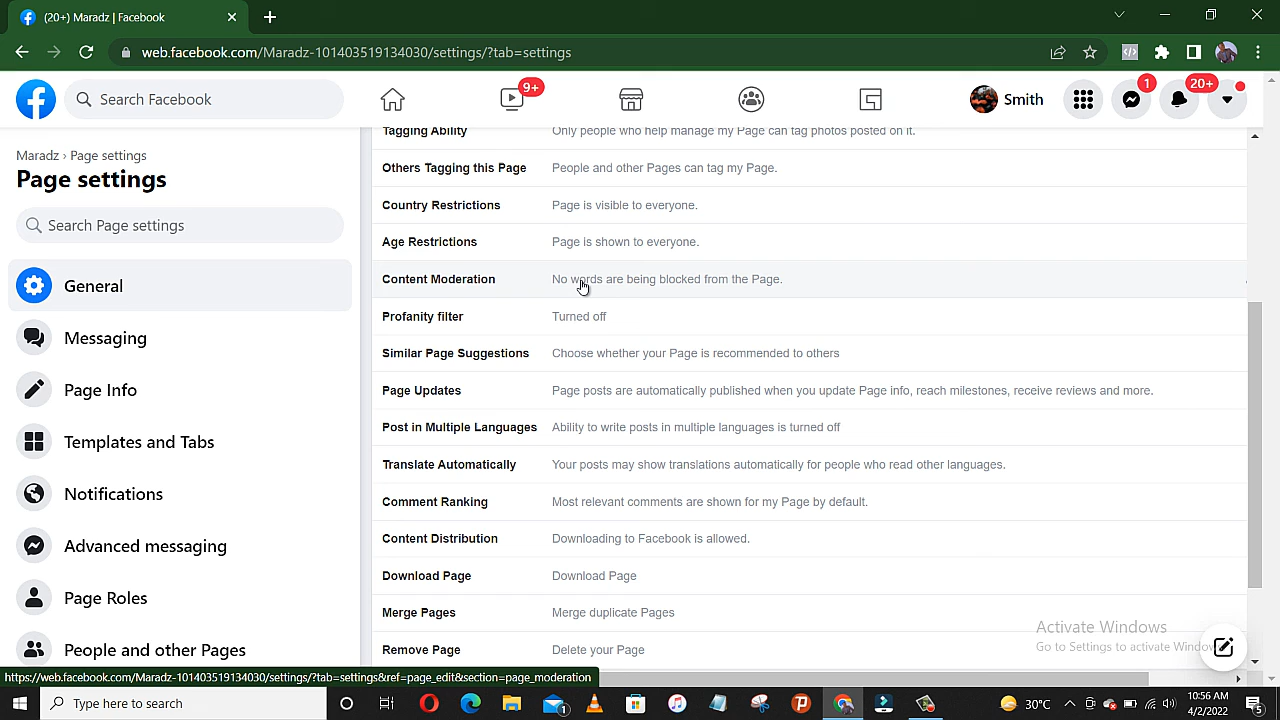 (20+) Maradz | Facebook
web.facebook.com/Maradz-101403519134030/settings/?tab=settings
Search Facebook
9+
Smith
1
20+
Maradz › Page settings
Page settings
Search Page settings
General
Messaging
Page Info
Templates and Tabs
Notifications
Advanced messaging
Page Roles
People and other Pages
Tagging Ability Only people who help manage my Page can tag photos posted on it.
Others Tagging this Page People and other Pages can tag my Page.
Country Restrictions Page is visible to everyone.
Age Restrictions Page is shown to everyone.
Content Moderation No words are being blocked from the Page.
Profanity filter Turned off
Similar Page Suggestions Choose whether your Page is recommended to others
Page Updates Page posts are automatically published when you update Page info, reach milestones, receive reviews and more.
Post in Multiple Languages Ability to write posts in multiple languages is turned off
Translate Automatically Your posts may show translations automatically for people who read other languages.
Comment Ranking Most relevant comments are shown for my Page by default.
Content Distribution Downloading to Facebook is allowed.
Download Page Download Page
Merge Pages Merge duplicate Pages
Remove Page Delete your Page
Activate Windows
Go to Settings to activate Window
https://web.facebook.com/Maradz-101403519134030/settings/?tab=settings&ref=page_edit&section=page_moderation
Type here to search
1
30°C
10:56 AM
4/2/2022
5